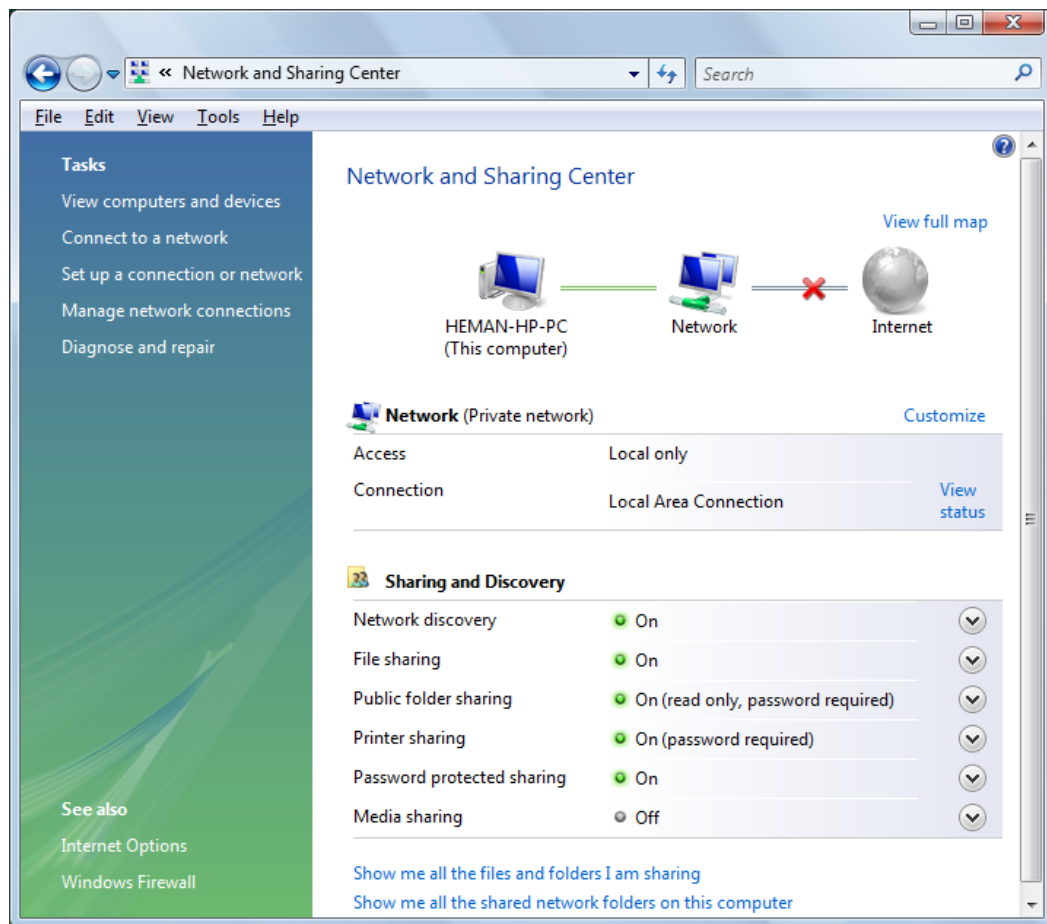 « Network and Sharing Center
Search
File Edit View Tools Help
Tasks
View computers and devices
Connect to a network
Set up a connection or network
Manage network connections
Diagnose and repair
See also
Internet Options
Windows Firewall
Network and Sharing Center
View full map
HEMAN-HP-PC
(This computer)
Network
Internet
Network (Private network)
Customize
Access
Local only
Connection
Local Area Connection
View
status
Sharing and Discovery
Network discovery
On
File sharing
On
Public folder sharing
On (read only, password required)
Printer sharing
On (password required)
Password protected sharing
On
Media sharing
Off
Show me all the files and folders I am sharing
Show me all the shared network folders on this computer